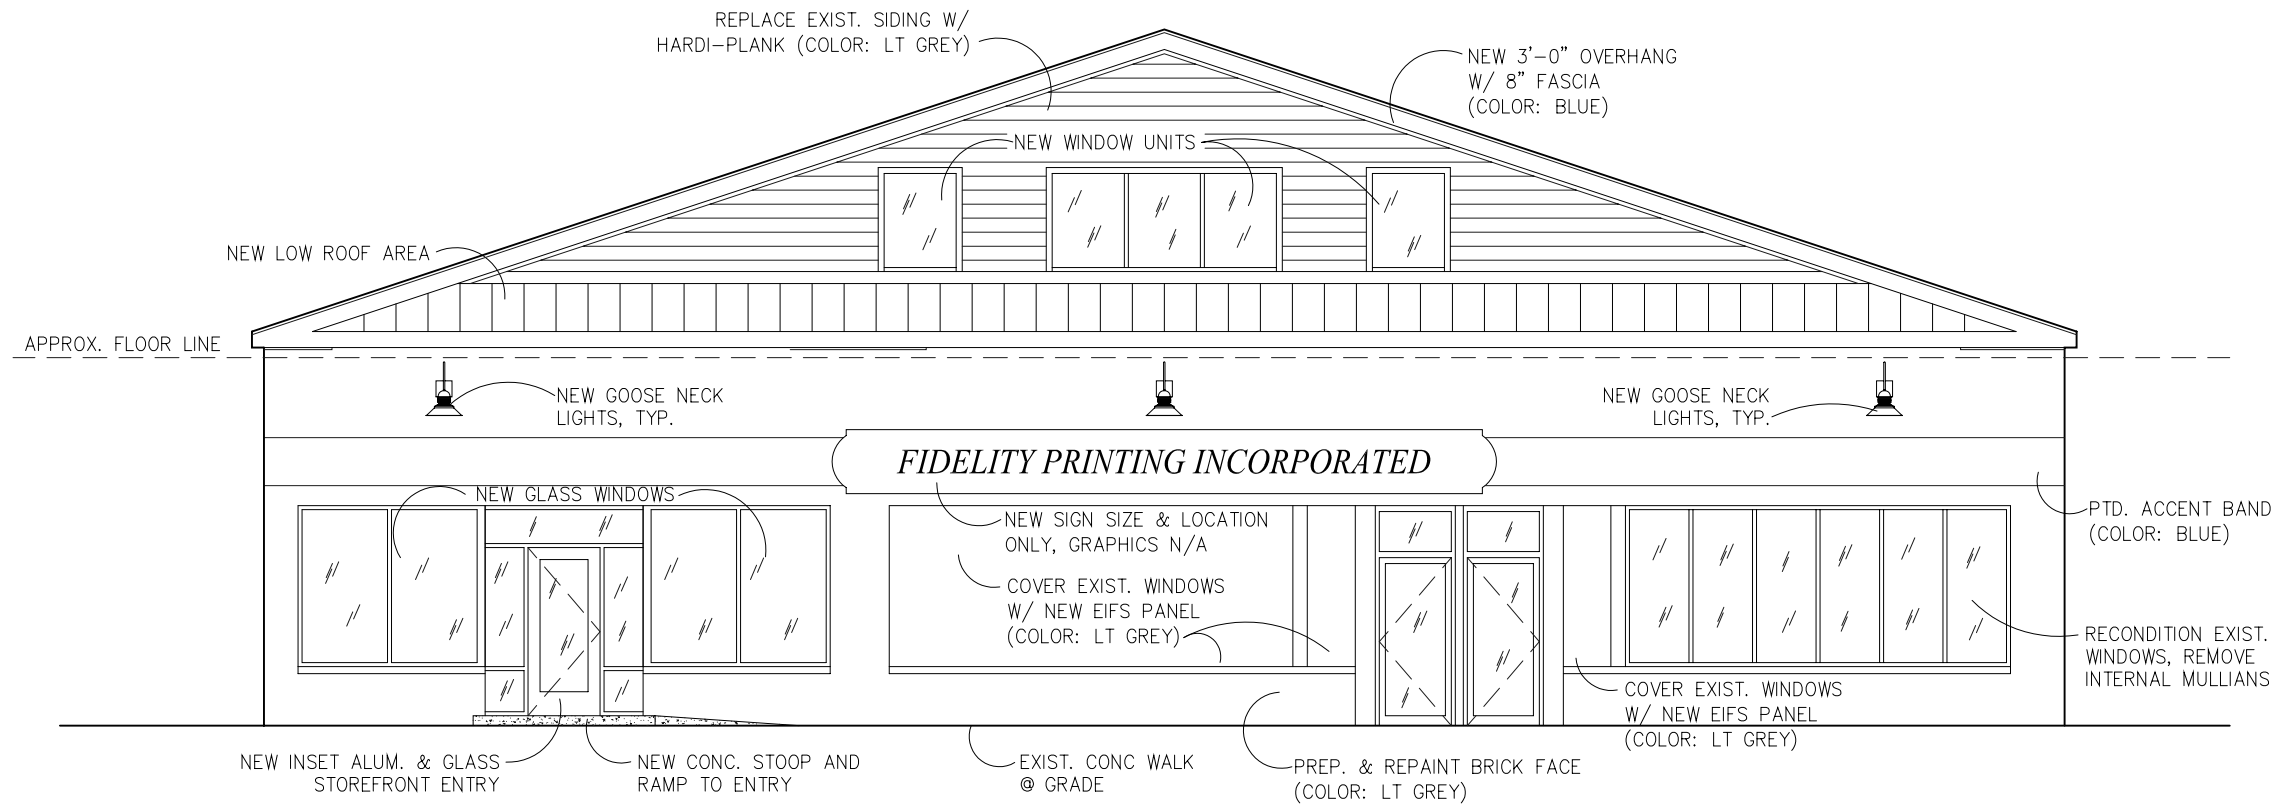 REPLACE EXIST. SIDING W/
HARDI-PLANK (COLOR: LT GREY)
NEW 3'-0" OVERHANG
W/ 8" FASCIA
(COLOR: BLUE)
NEW WINDOW UNITS
NEW LOW ROOF AREA
APPROX. FLOOR LINE
NEW GOOSE NECK
LIGHTS, TYP.
NEW GOOSE NECK
LIGHTS, TYP.
FIDELITY PRINTING INCORPORATED
NEW GLASS WINDOWS
NEW SIGN SIZE & LOCATION
ONLY, GRAPHICS N/A
PTD. ACCENT BAND
(COLOR: BLUE)
COVER EXIST. WINDOWS
W/ NEW EIFS PANEL
(COLOR: LT GREY)
RECONDITION EXIST.
WINDOWS, REMOVE
INTERNAL MULLIANS
COVER EXIST. WINDOWS
W/ NEW EIFS PANEL
(COLOR: LT GREY)
NEW INSET ALUM. & GLASS
STOREFRONT ENTRY
NEW CONC. STOOP AND
RAMP TO ENTRY
EXIST. CONC WALK
@ GRADE
PREP. & REPAINT BRICK FACE
(COLOR: LT GREY)